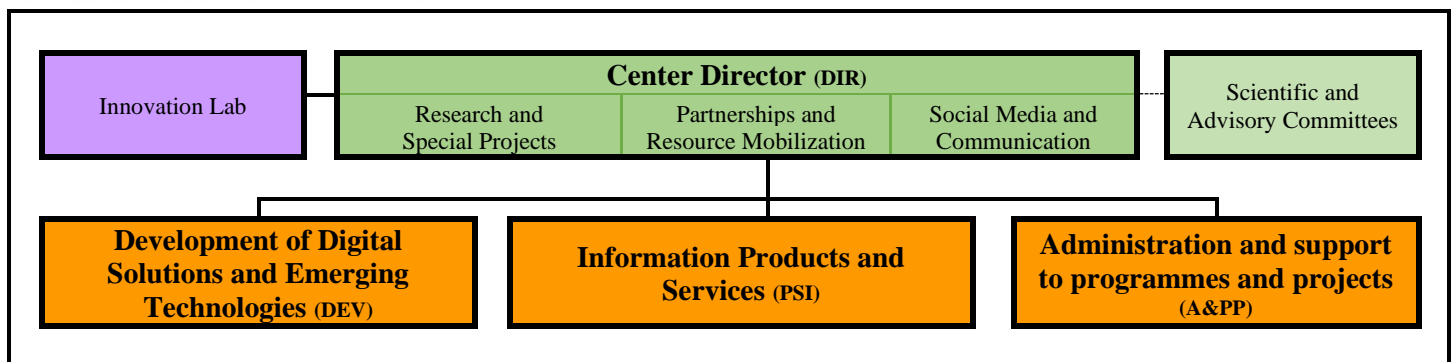 Innovation Lab
Center Director (DIR)
Research and
Special Projects
Partnerships and
Resource Mobilization
Social Media and
Communication
Scientific and
Advisory Committees
Development of Digital
Solutions and Emerging
Technologies (DEV)
Information Products and
Services (PSI)
Administration and support
to programmes and projects
(A&PP)